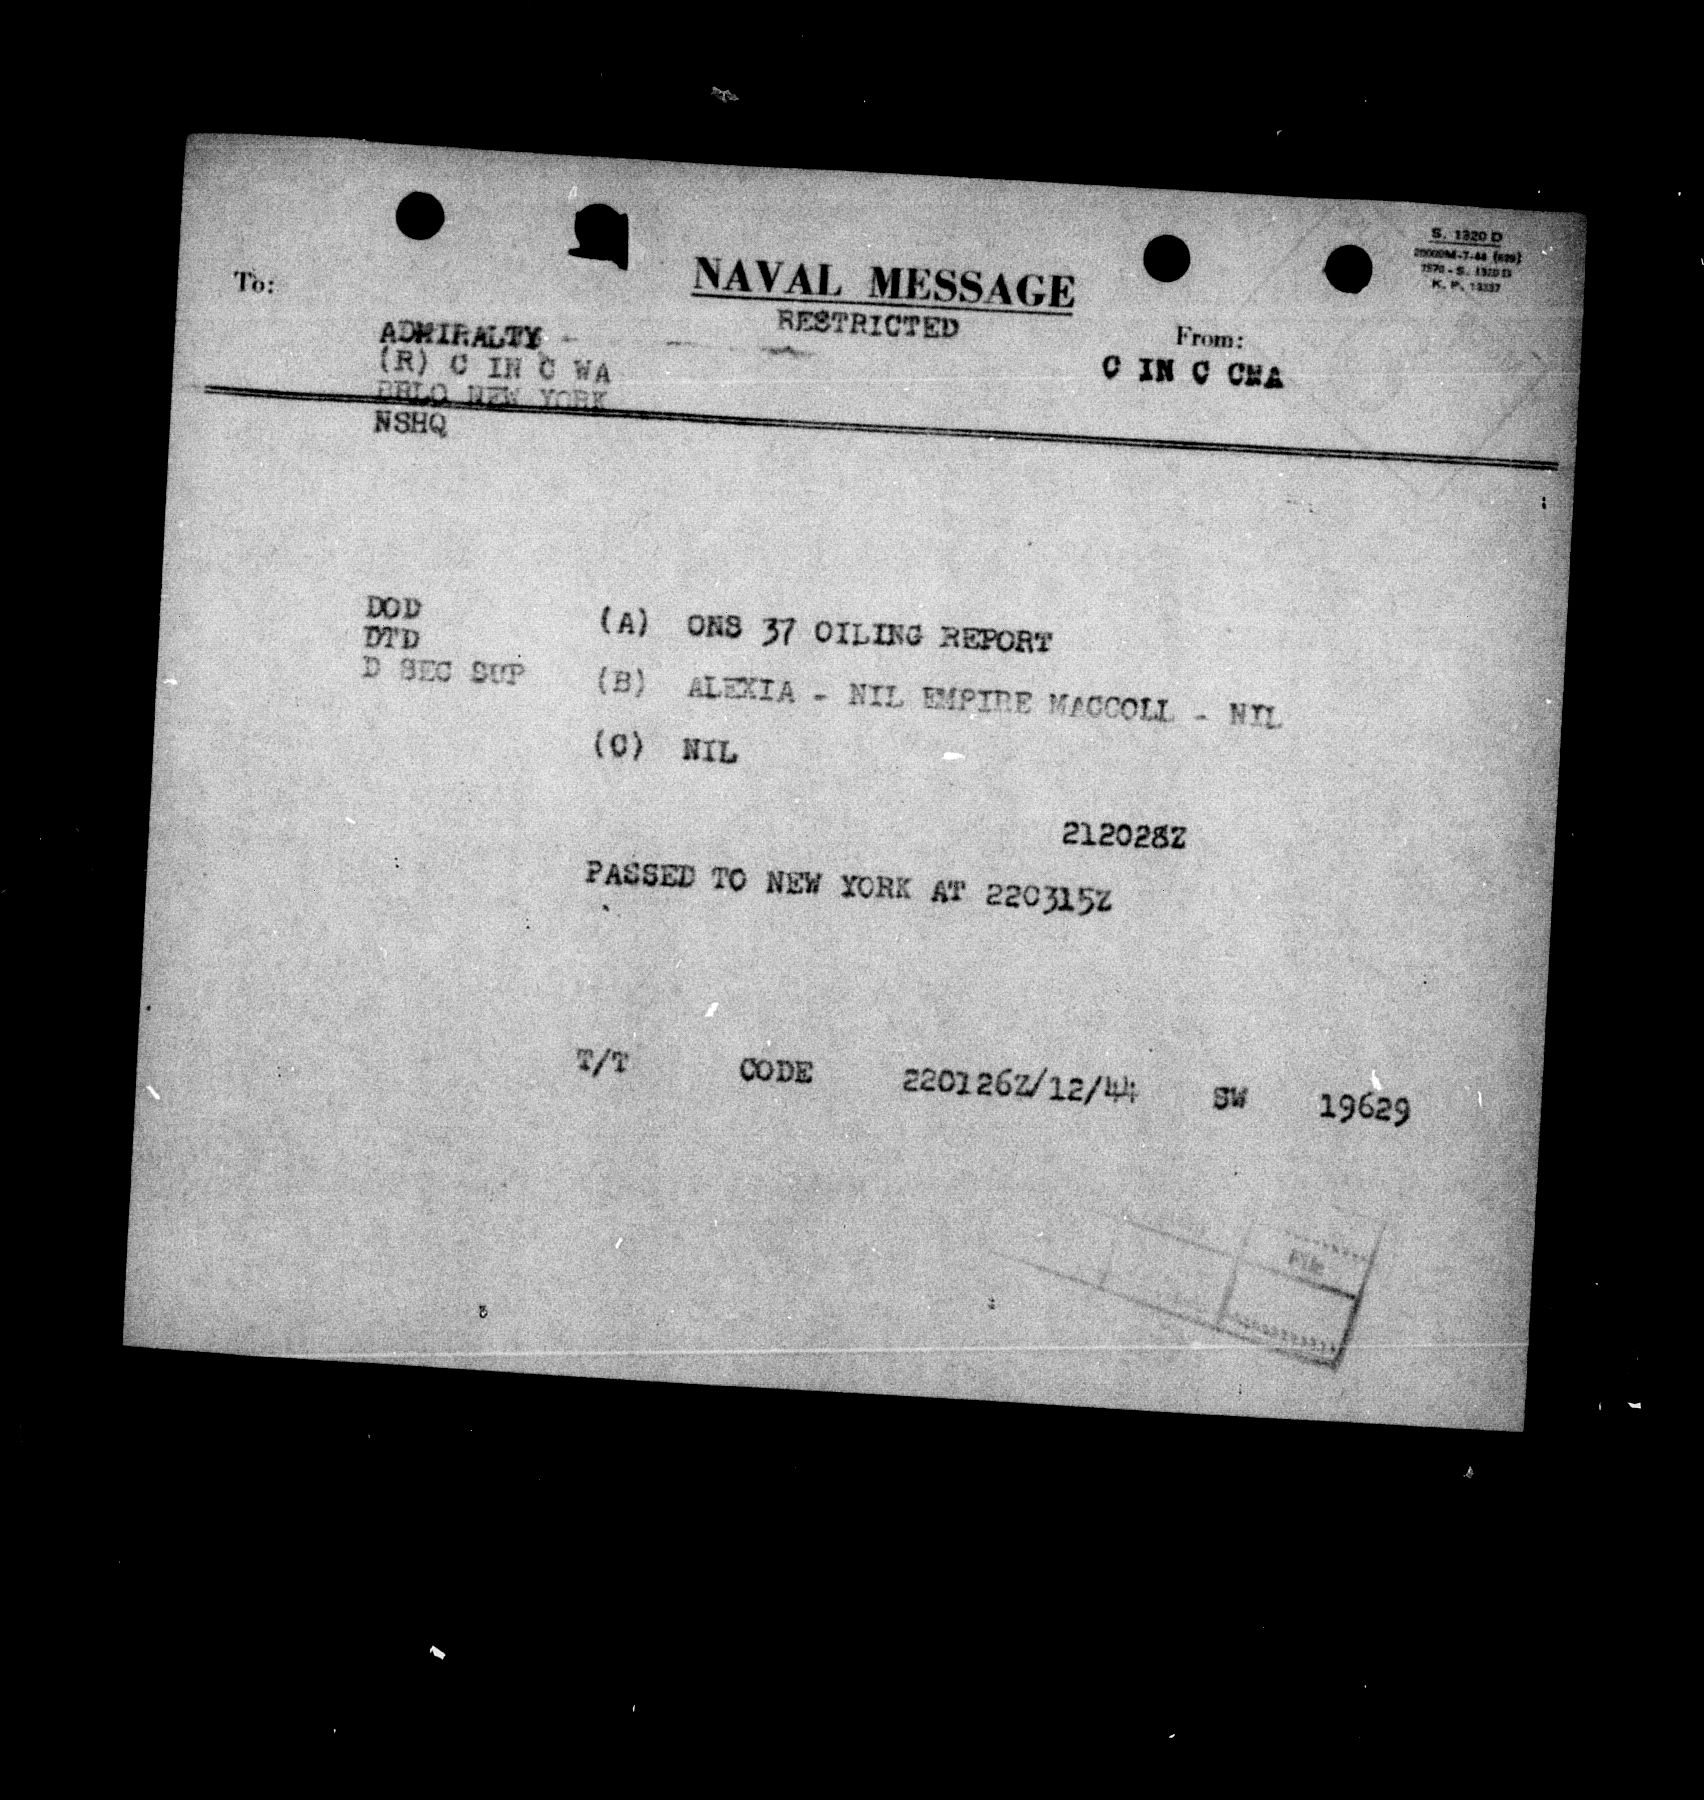 S. 1320 D
NAVAL MESSAGE
To:
RESTRICTED
From:
ADMIRALTY
(R) C IN C WA
C IN C CNA
NEW YORK
NSHQ
DOD
DTD
D SEC SUP
(A) ONS 37 OILING REPORT
(B) ALEXIA - NIL EMPIRE MACCOLL - NIL
(C) NIL
212028Z
PASSED TO NEW YORK AT 220315Z
T/T CODE 220126Z/12/44 SW 19629
File